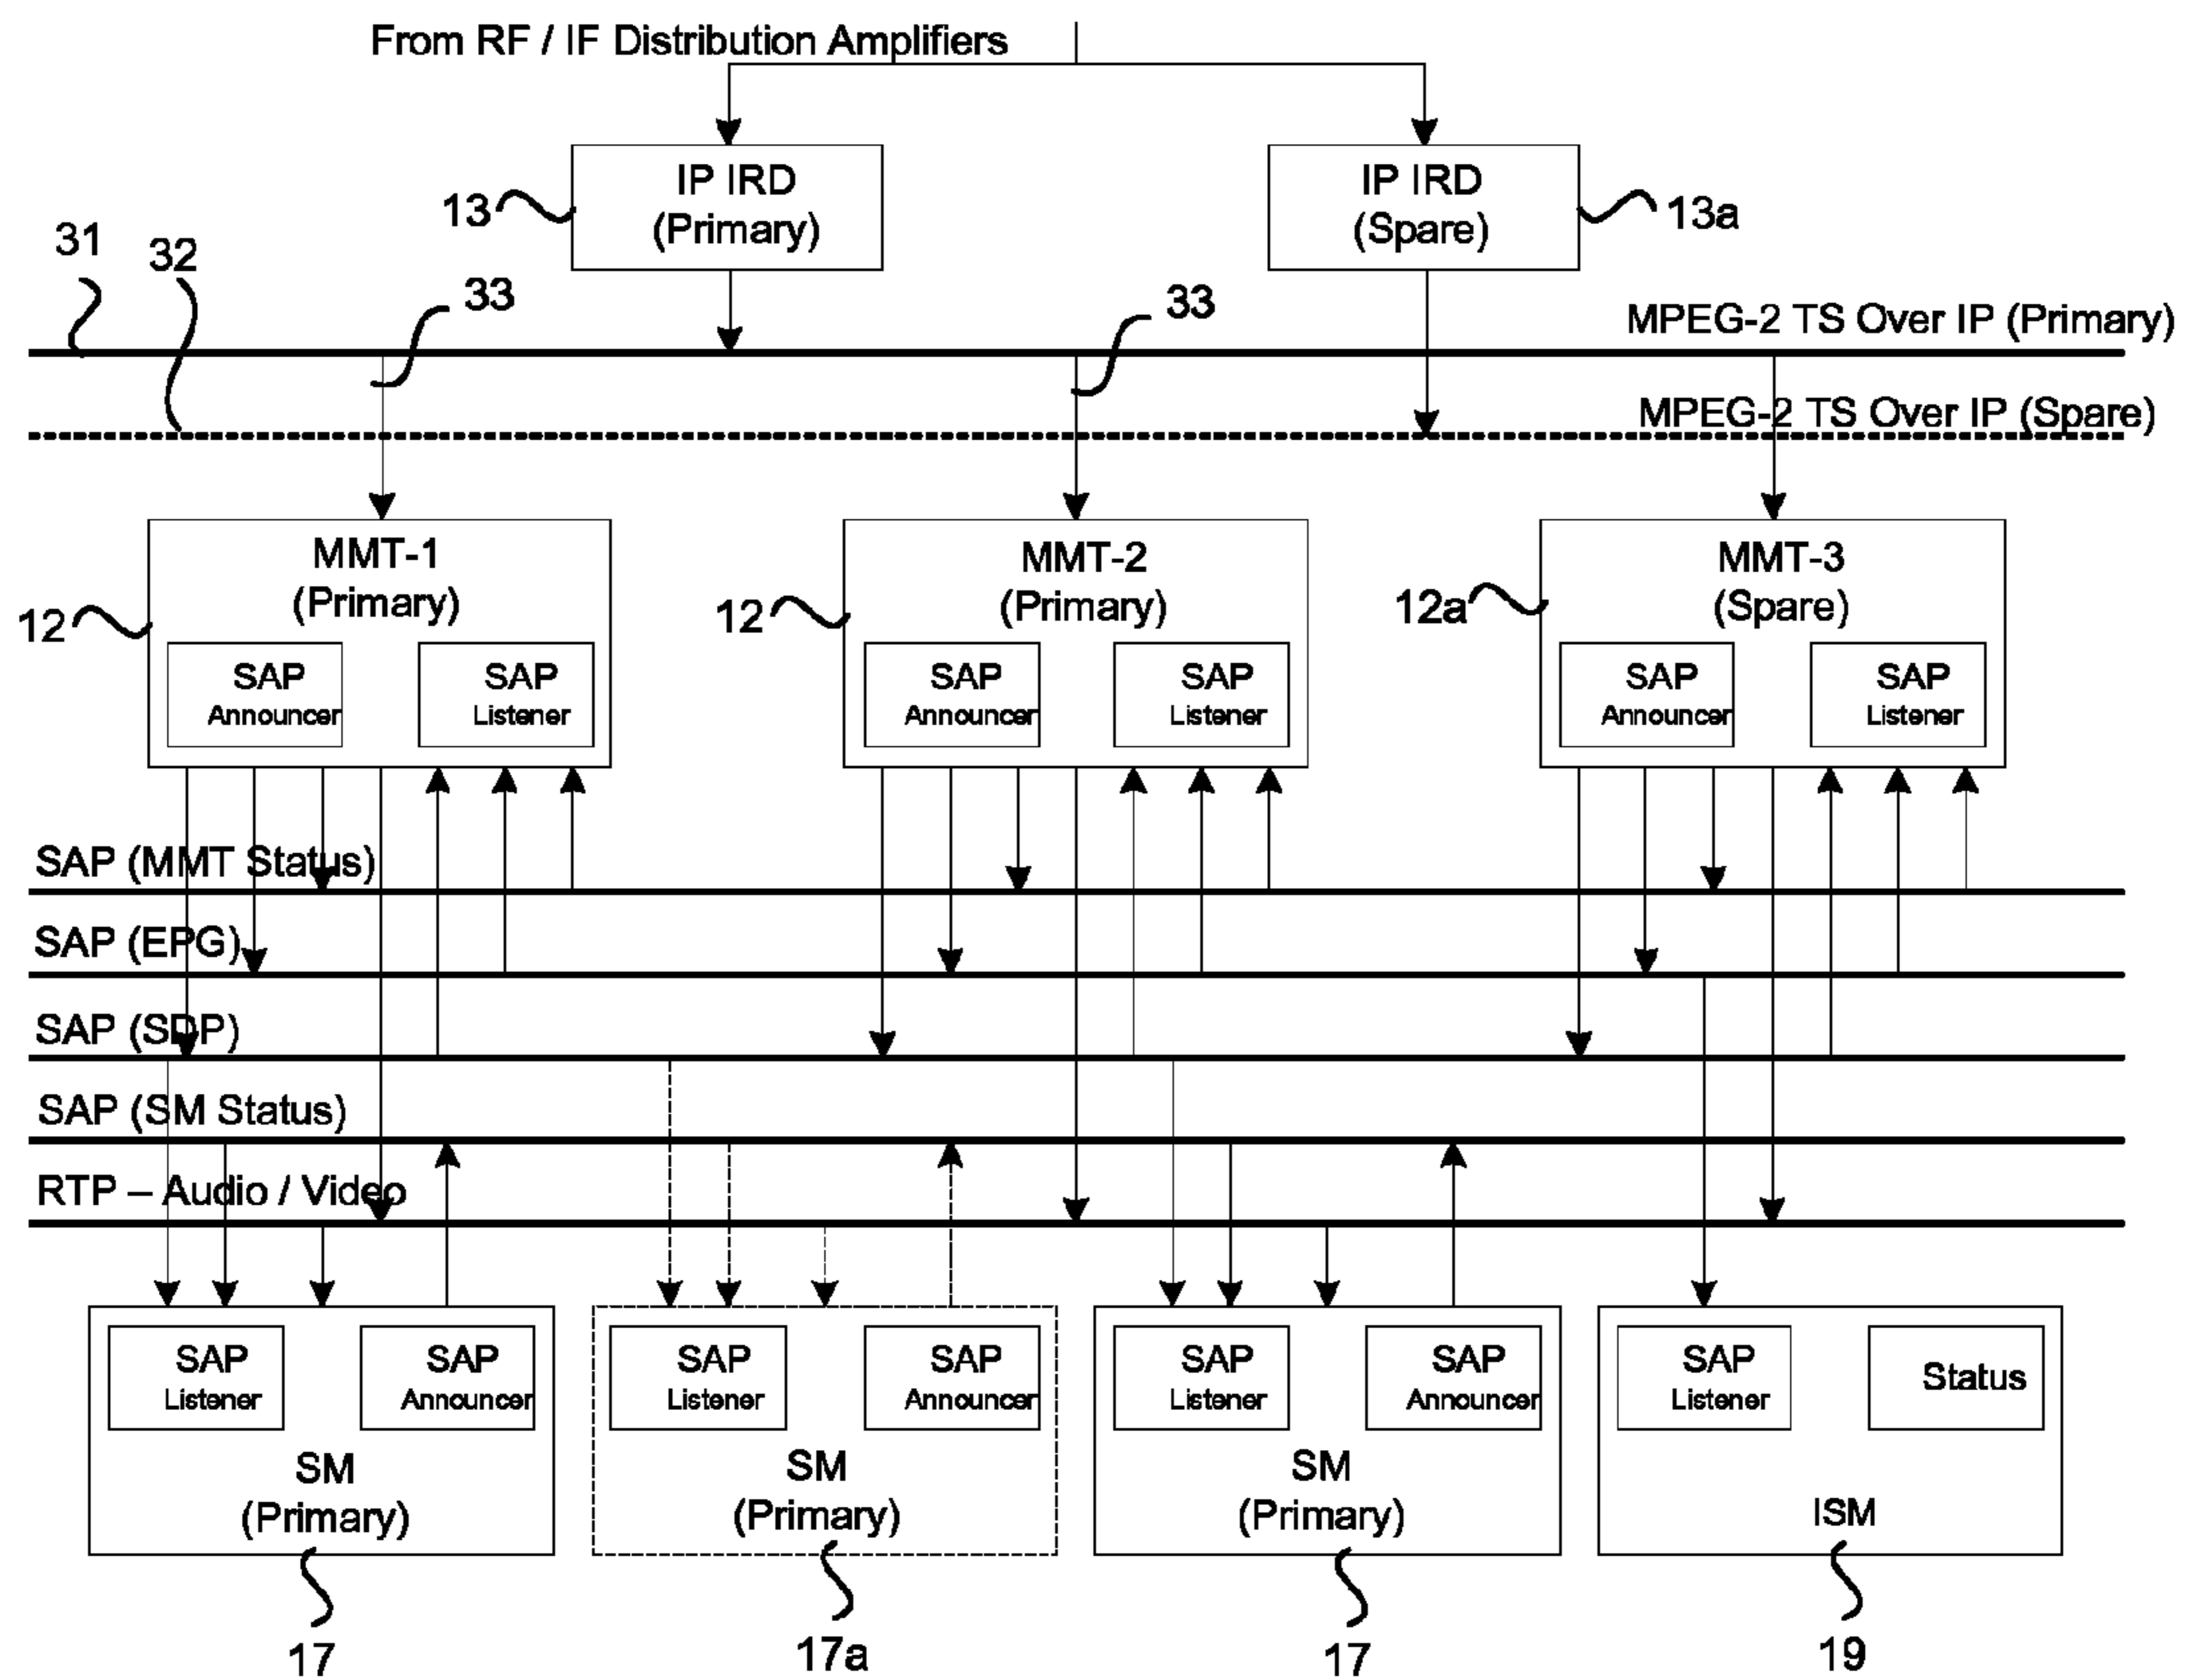 From RF / IF Distribution Amplifiers
IP IRD
(Primary)
13
IP IRD
(Spare)
13a
31
32
33
33
MPEG-2 TS Over IP (Primary)
MPEG-2 TS Over IP (Spare)
MMT-1
(Primary)
12
SAP
Announcer
SAP
Listener
MMT-2
(Primary)
12
SAP
Announcer
SAP
Listener
MMT-3
(Spare)
12a
SAP
Announcer
SAP
Listener
SAP (MMT Status)
SAP (EPG)
SAP (SDP)
SAP (SM Status)
RTP – Audio / Video
SAP
Listener
SAP
Announcer
SM
(Primary)
17
SAP
Listener
SAP
Announcer
SM
(Primary)
17a
SAP
Listener
SAP
Announcer
SM
(Primary)
17
SAP
Listener
Status
ISM
19